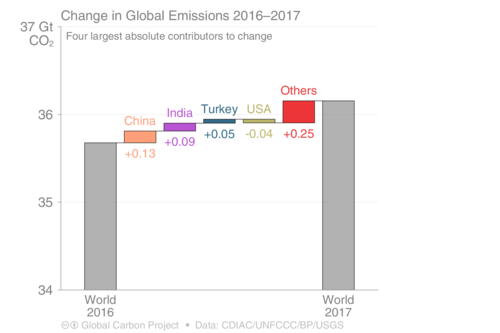 Change in Global Emissions 2016–2017
37 Gt
CO₂
Four largest absolute contributors to change
36
35
34
China
+0.13
India
+0.09
Turkey
+0.05
USA
-0.04
Others
+0.25
World
2016
World
2017
Global Carbon Project • Data: CDIAC/UNFCCC/BP/USGS